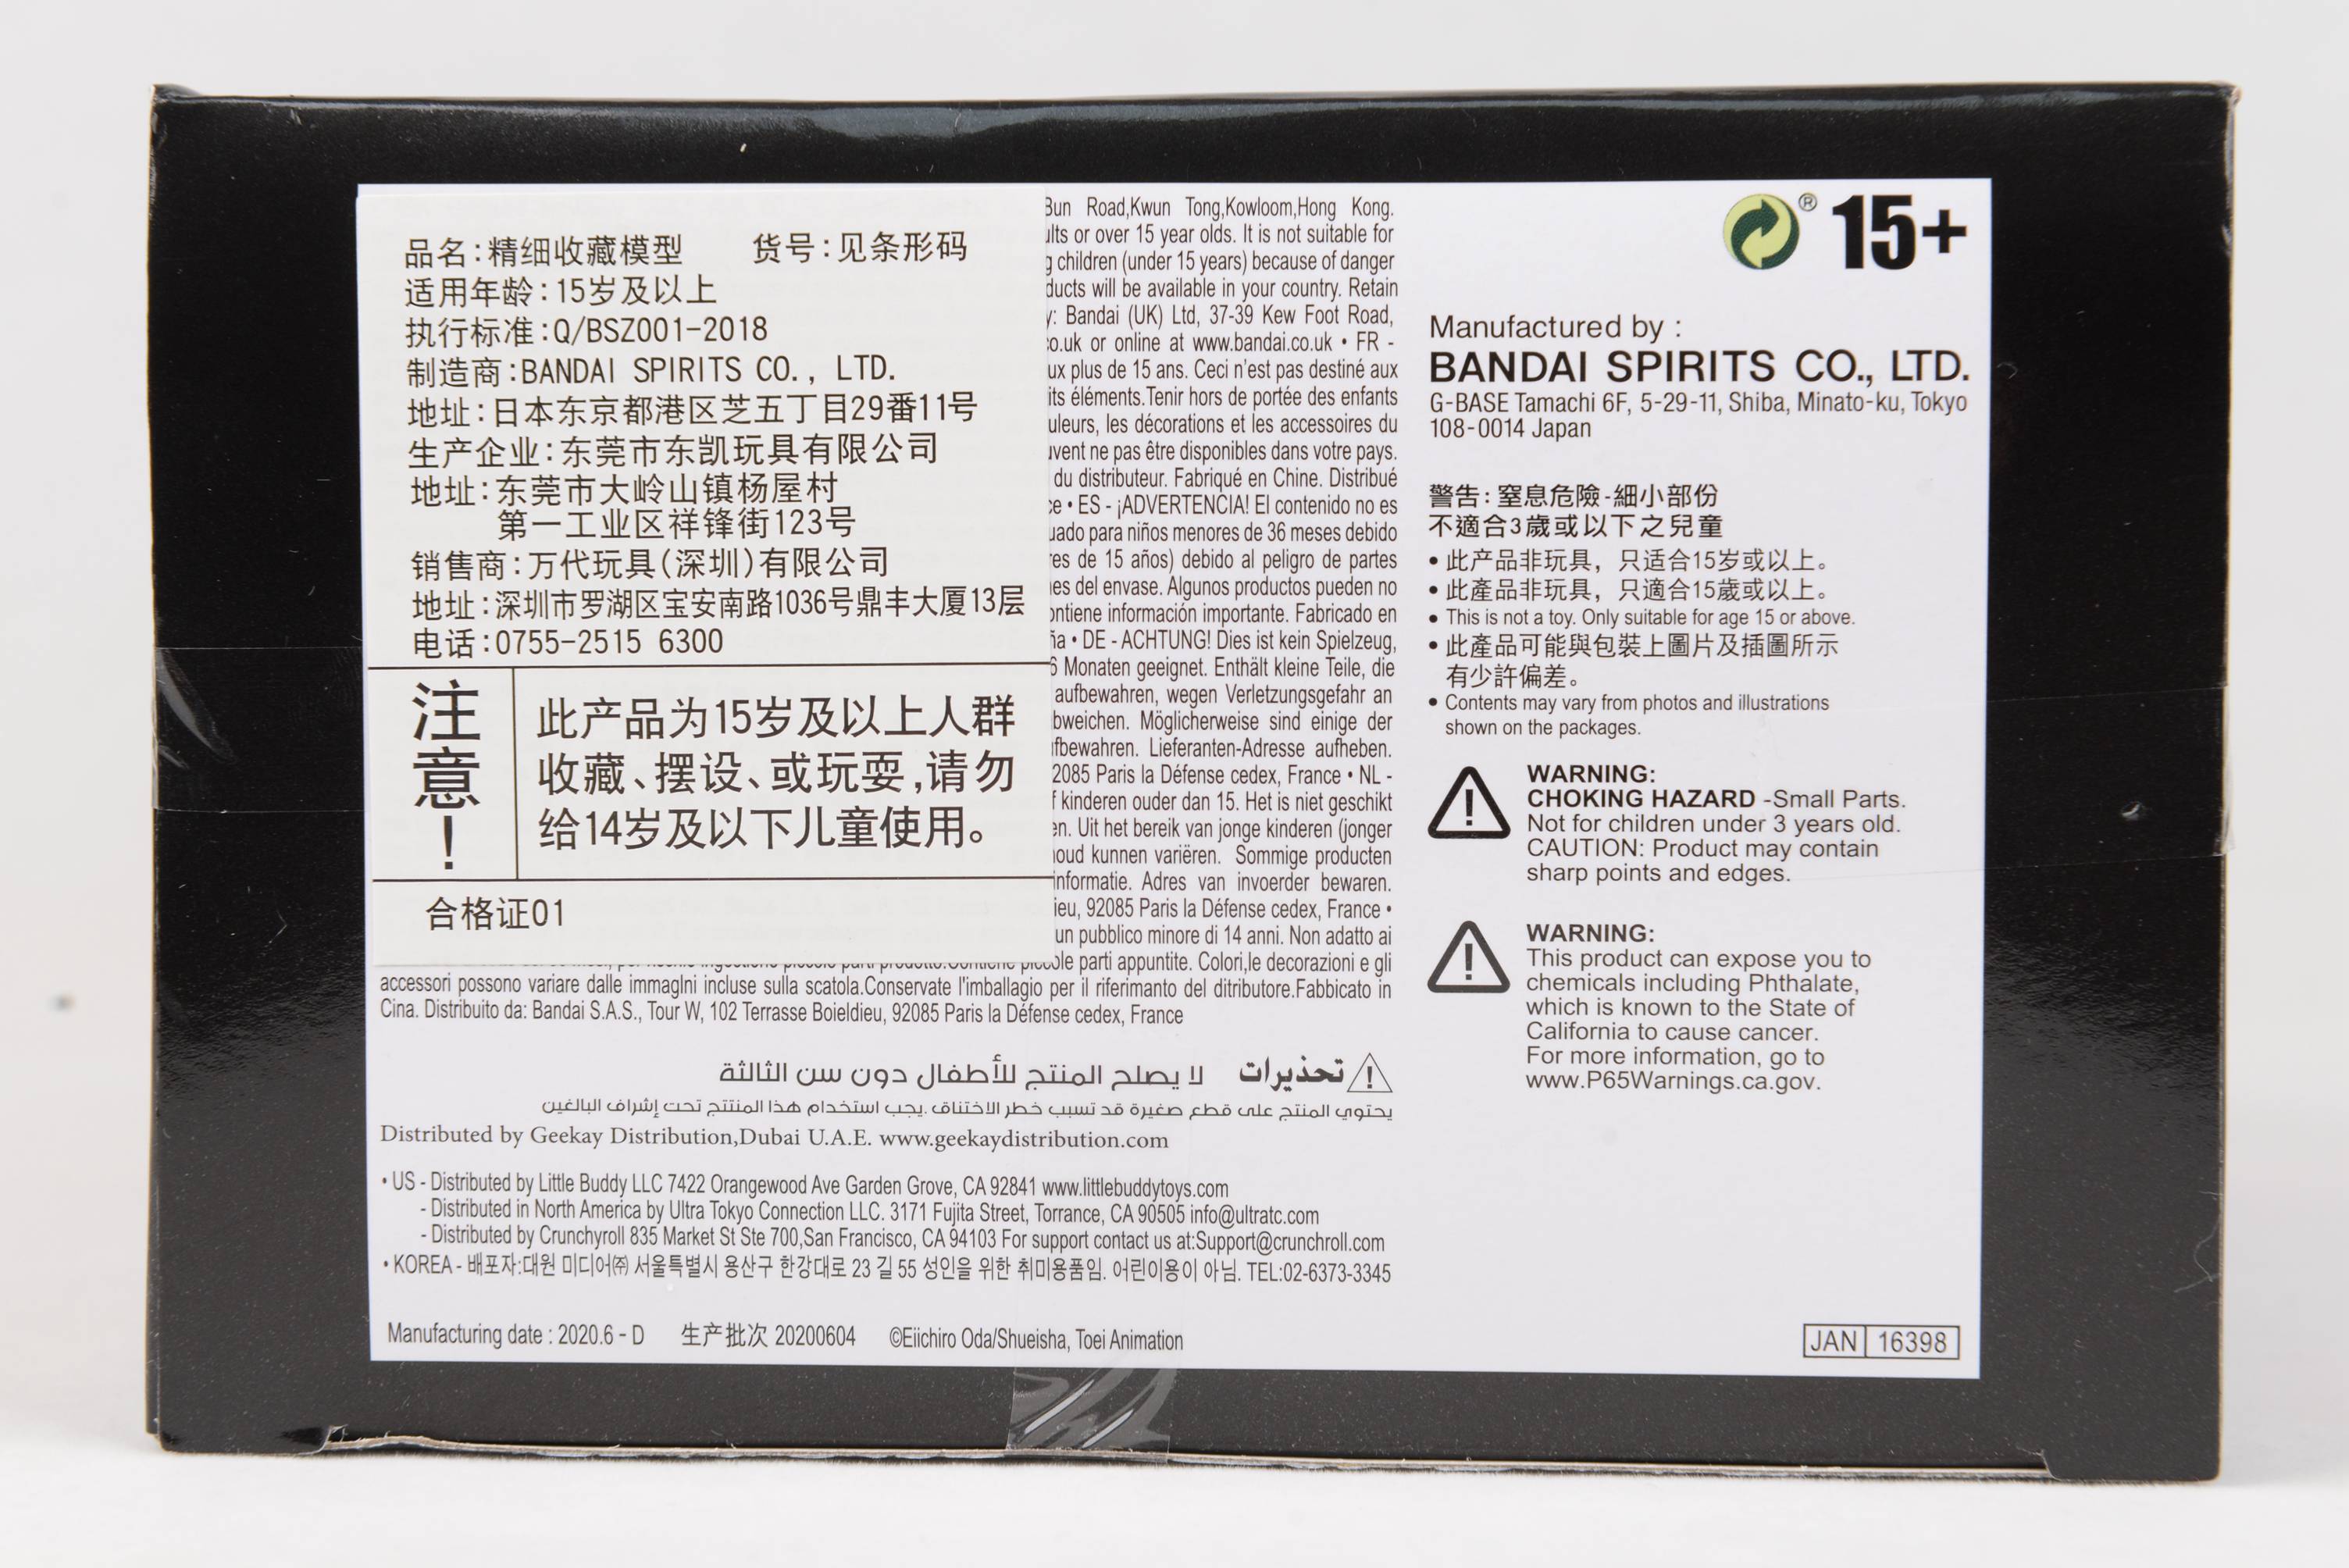 品名:精细收藏模型 货号:见条形码
适用年龄:15岁及以上
执行标准:Q/BSZ001-2018
制造商:BANDAI SPIRITS CO., LTD.
地址:日本东京都港区芝五丁目29番11号
生产企业:东莞市东凯玩具有限公司
地址:东莞市大岭山镇杨屋村
第一工业区祥锋街123号
销售商:万代玩具(深圳)有限公司
地址:深圳市罗湖区宝安南路1036号鼎丰大厦13层
电话:0755-2515 6300
注意!
此产品为15岁及以上人群
收藏、摆设、或玩耍,请勿
给14岁及以下儿童使用。
合格证01
Bun Road,Kwun Tong,Kowloom,Hong Kong.
or over 15 year olds. It is not suitable for
children (under 15 years) because of danger
will be available in your country. Retain
Bandai (UK) Ltd, 37-39 Kew Foot Road,
or online at www.bandai.co.uk • FR -
plus de 15 ans. Ceci n'est pas destiné aux
éléments.Tenir hors de portée des enfants
les décorations et les accessoires du
ne pas être disponibles dans votre pays.
du distributeur. Fabriqué en Chine. Distribué
• ES - ¡ADVERTENCIA! El contenido no es
para niños menores de 36 meses debido
de 15 años) debido al peligro de partes
del envase. Algunos productos pueden no
información importante. Fabricado en
• DE - ACHTUNG! Dies ist kein Spielzeug,
Monaten geeignet. Enthält kleine Teile, die
aufbewahren, wegen Verletzungsgefahr an
Möglicherweise sind einige der
Lieferanten-Adresse aufheben.
92085 Paris la Défense cedex, France • NL -
kinderen ouder dan 15. Het is niet geschikt
Uit het bereik van jonge kinderen (jonger
kunnen variëren. Sommige producten
informatie. Adres van invoerder bewaren.
92085 Paris la Défense cedex, France •
un pubblico minore di 14 anni. Non adatto ai
parti appuntite. Colori,le decorazioni e gli
accessori possono variare dalle immaglni incluse sulla scatola.Conservate l'imballagio per il riferimanto del ditributore.Fabbicato in
Cina. Distribuito da: Bandai S.A.S., Tour W, 102 Terrasse Boieldieu, 92085 Paris la Défense cedex, France
تحذيرات لا يصلح المنتج للأطفال دون سن الثالثة
يحتوي المنتج على قطع صغيرة قد تسبب خطر الاختناق. يجب استخدام هذا المنتتج تحت إشراف البالغين
Distributed by Geekay Distribution,Dubai U.A.E. www.geekaydistribution.com
• US - Distributed by Little Buddy LLC 7422 Orangewood Ave Garden Grove, CA 92841 www.littlebuddytoys.com
- Distributed in North America by Ultra Tokyo Connection LLC. 3171 Fujita Street, Torrance, CA 90505 info@ultratc.com
- Distributed by Crunchyroll 835 Market St Ste 700,San Francisco, CA 94103 For support contact us at:Support@crunchroll.com
• KOREA - 배포자:대원 미디어㈜ 서울특별시 용산구 한강대로 23 길 55 성인을 위한 취미용품임. 어린이용이 아님. TEL:02-6373-3345
Manufacturing date : 2020.6 - D 生产批次 20200604 ©Eiichiro Oda/Shueisha, Toei Animation
® 15+
Manufactured by :
BANDAI SPIRITS CO., LTD.
G-BASE Tamachi 6F, 5-29-11, Shiba, Minato-ku, Tokyo
108-0014 Japan
警告: 窒息危險-細小部份
不適合3歲或以下之兒童
• 此产品非玩具，只适合15岁或以上。
• 此產品非玩具，只適合15歲或以上。
• This is not a toy. Only suitable for age 15 or above.
• 此產品可能與包裝上圖片及插圖所示
有少許偏差。
• Contents may vary from photos and illustrations
shown on the packages.
WARNING:
CHOKING HAZARD -Small Parts.
Not for children under 3 years old.
CAUTION: Product may contain
sharp points and edges.
WARNING:
This product can expose you to
chemicals including Phthalate,
which is known to the State of
California to cause cancer.
For more information, go to
www.P65Warnings.ca.gov.
JAN 16398